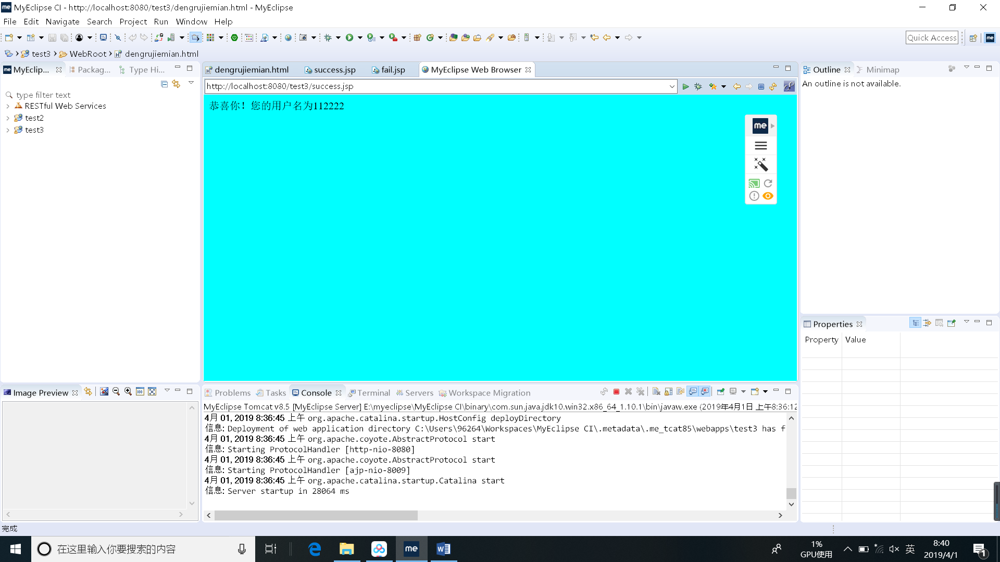 MyEclipse CI - http://localhost:8080/test3/dengrujiemian.html - MyEclipse
File Edit Navigate Search Project Run Window Help
Quick Access
me
test3 WebRoot dengrujiemian.html
MyEclip... Packag... Type Hi...
type filter text
RESTful Web Services
test2
test3
dengrujiemian.html success.jsp fail.jsp MyEclipse Web Browser
http://localhost:8080/test3/success.jsp
恭喜你！您的用户名为112222
me
Outline Minimap
An outline is not available.
Properties
Property Value
Image Preview
Problems Tasks Console Terminal Servers Workspace Migration
MyEclipse Tomcat v8.5 [MyEclipse Server] E:\myeclipse\MyEclipse CI\binary\com.sun.java.jdk10.win32.x86_64_1.10.1\bin\javaw.exe (2019年4月1日 上午8:36:12
4月 01, 2019 8:36:45 上午 org.apache.catalina.startup.HostConfig deployDirectory
信息: Deployment of web application directory C:\Users\96264\Workspaces\MyEclipse CI\.metadata\.me_tcat85\webapps\test3 has f
4月 01, 2019 8:36:45 上午 org.apache.coyote.AbstractProtocol start
信息: Starting ProtocolHandler [http-nio-8080]
4月 01, 2019 8:36:45 上午 org.apache.coyote.AbstractProtocol start
信息: Starting ProtocolHandler [ajp-nio-8009]
4月 01, 2019 8:36:45 上午 org.apache.catalina.startup.Catalina start
信息: Server startup in 28064 ms
完成
在这里输入你要搜索的内容
me
1%
GPU使用
英
8:40
2019/4/1
1